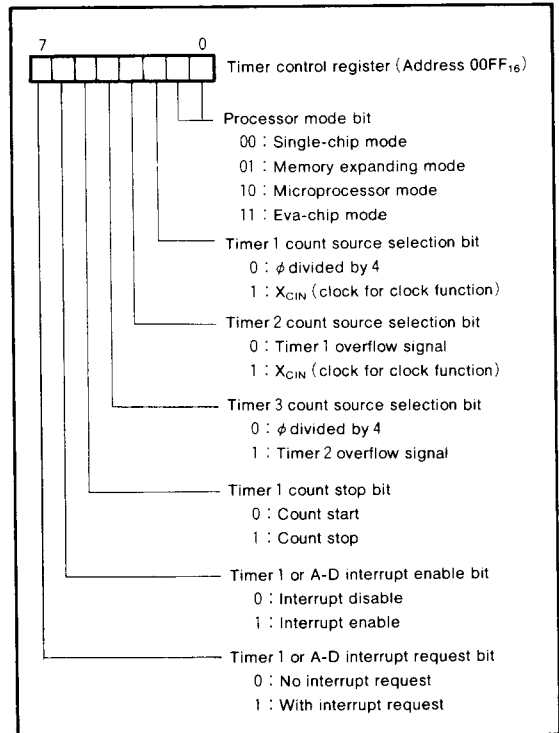 7 0
Timer control register (Address 00FF₁₆)
Processor mode bit
00 : Single-chip mode
01 : Memory expanding mode
10 : Microprocessor mode
11 : Eva-chip mode
Timer 1 count source selection bit
0 : ϕ divided by 4
1 : X_CIN (clock for clock function)
Timer 2 count source selection bit
0 : Timer 1 overflow signal
1 : X_CIN (clock for clock function)
Timer 3 count source selection bit
0 : ϕ divided by 4
1 : Timer 2 overflow signal
Timer 1 count stop bit
0 : Count start
1 : Count stop
Timer 1 or A-D interrupt enable bit
0 : Interrupt disable
1 : Interrupt enable
Timer 1 or A-D interrupt request bit
0 : No interrupt request
1 : With interrupt request